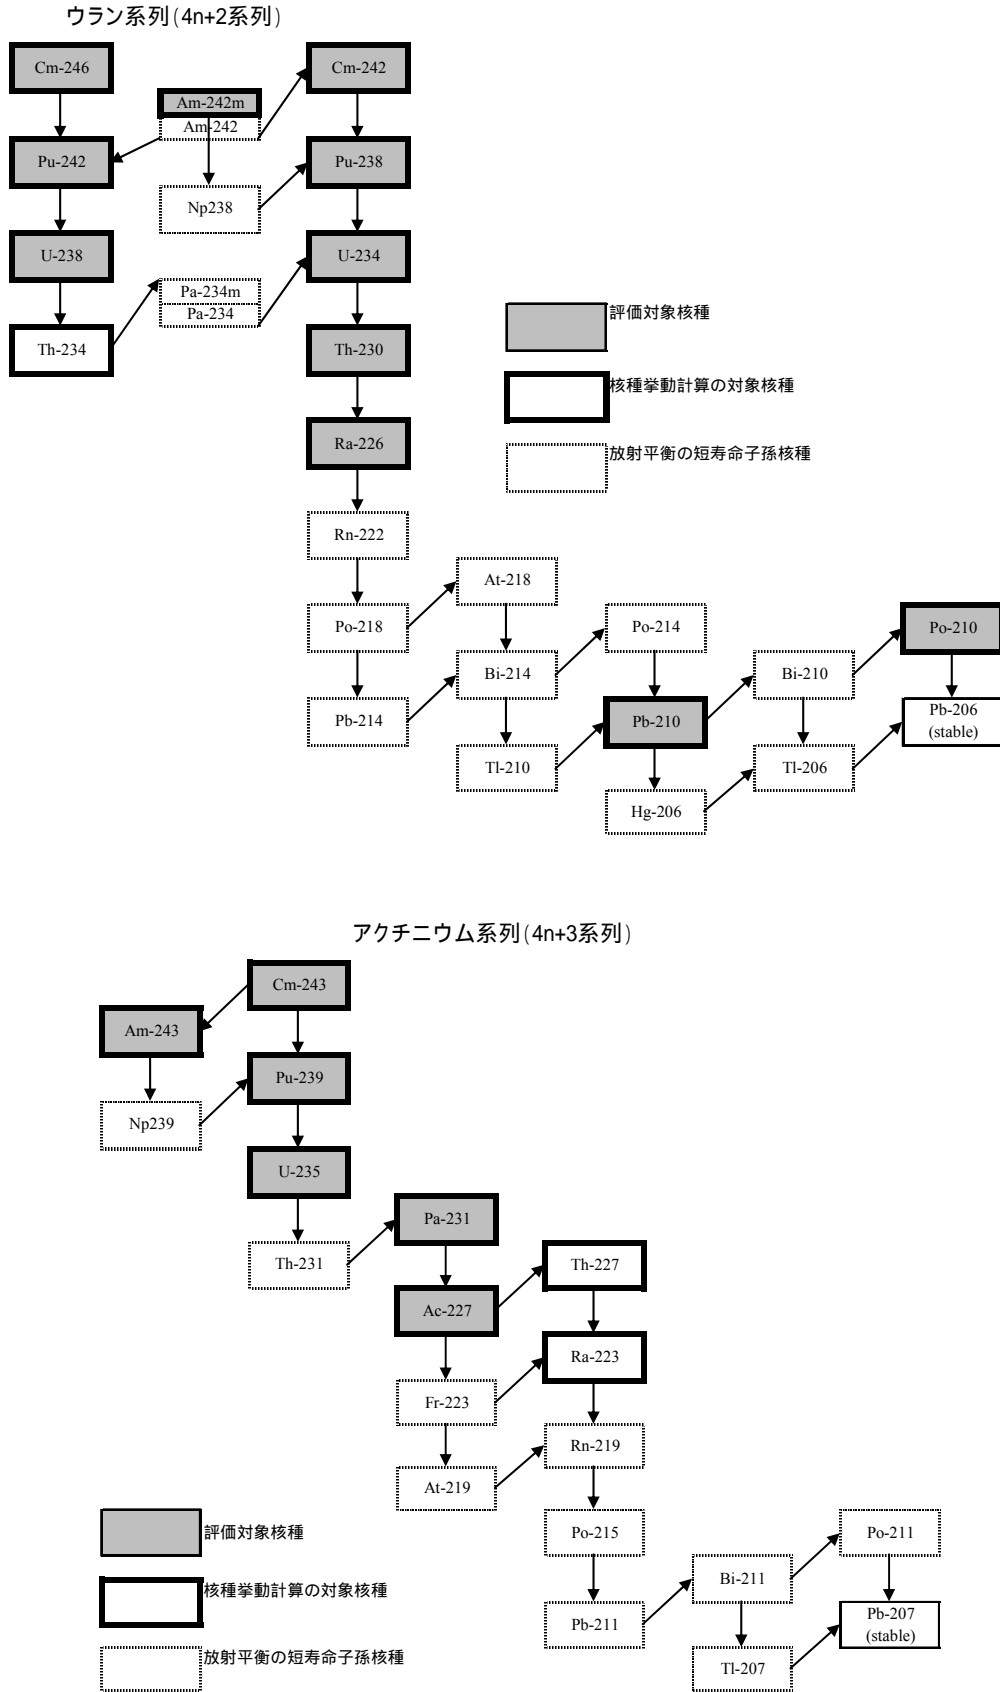 ウラン系列(4n+2系列)
Cm-246
Cm-242
Am-242m
Am-242
Pu-242
Pu-238
Np238
U-238
U-234
Pa-234m
Pa-234
Th-234
Th-230
評価対象核種
核種挙動計算の対象核種
放射平衡の短寿命子孫核種
Ra-226
Rn-222
At-218
Po-218
Po-214
Po-210
Bi-214
Bi-210
Pb-214
Pb-210
Pb-206
(stable)
Tl-210
Tl-206
Hg-206
アクチニウム系列(4n+3系列)
Cm-243
Am-243
Pu-239
Np239
U-235
Pa-231
Th-231
Th-227
Ac-227
Ra-223
Fr-223
Rn-219
At-219
評価対象核種
核種挙動計算の対象核種
放射平衡の短寿命子孫核種
Po-215
Po-211
Bi-211
Pb-211
Pb-207
(stable)
Tl-207